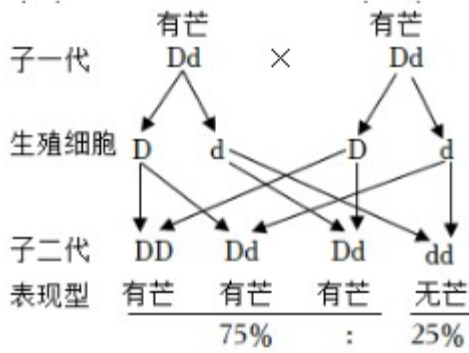 有芒 有芒
子一代 Dd × Dd
生殖细胞 D d D d
子二代 DD Dd Dd dd
表现型 有芒 有芒 有芒 无芒
75% : 25%